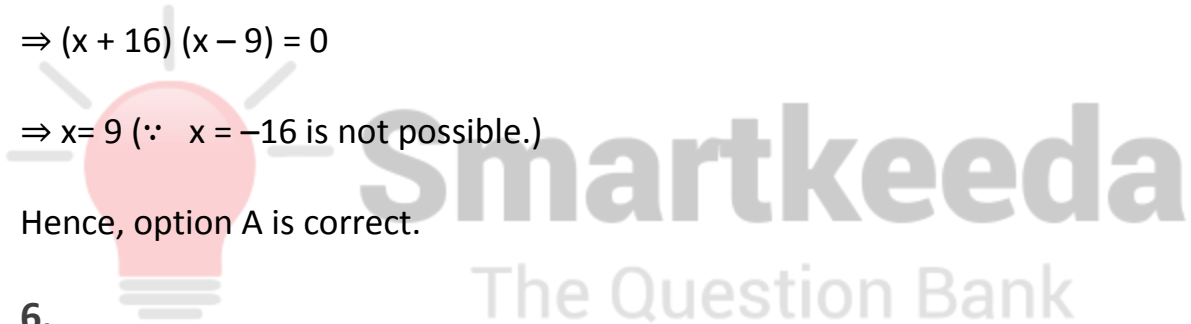 ⇒ (x + 16) (x – 9) = 0
⇒ x= 9 (∵ x = –16 is not possible.)
Smartkeeda
Hence, option A is correct.
The Question Bank
6.